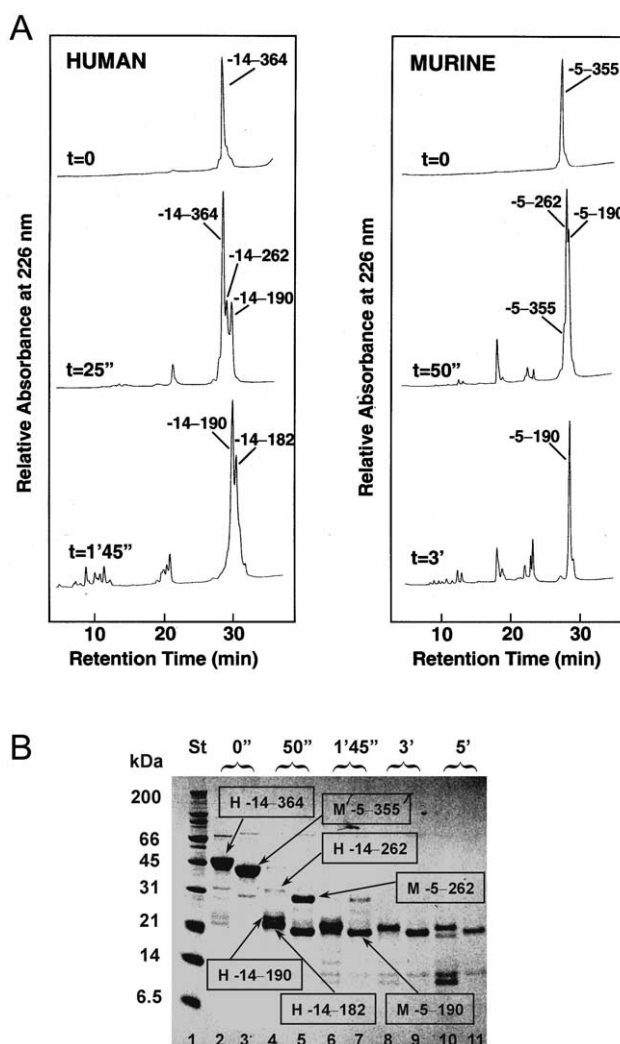 A
HUMAN
-14–364
t=0
-14–364
-14–262
-14–190
t=25"
-14–190
-14–182
t=1'45"
Relative Absorbance at 226 nm
10 20 30
Retention Time (min)
MURINE
-5–355
t=0
-5–262
-5–190
-5–355
t=50"
-5–190
t=3'
Relative Absorbance at 226 nm
10 20 30
Retention Time (min)
B
kDa St 0" 50" 1'45" 3' 5'
200
66
45
31
21
14
6.5
H -14–364
M -5–355
H -14–262
M -5–262
H -14–190
H -14–182
M -5–190
1 2 3 4 5 6 7 8 9 10 11